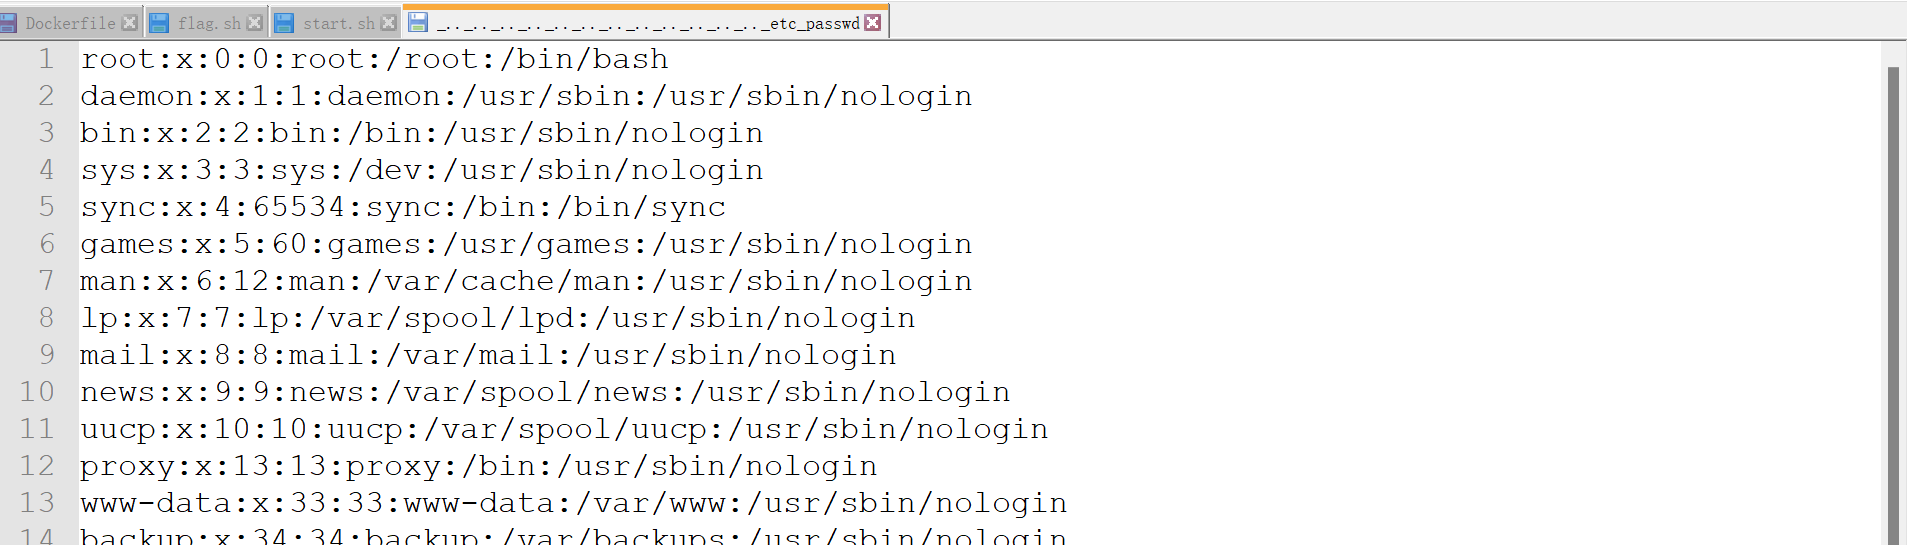 Dockerfile flag.sh start.sh _.._.._.._.._.._.._.._.._.._.._.._.._etc_passwd
1 root:x:0:0:root:/root:/bin/bash
2 daemon:x:1:1:daemon:/usr/sbin:/usr/sbin/nologin
3 bin:x:2:2:bin:/bin:/usr/sbin/nologin
4 sys:x:3:3:sys:/dev:/usr/sbin/nologin
5 sync:x:4:65534:sync:/bin:/bin/sync
6 games:x:5:60:games:/usr/games:/usr/sbin/nologin
7 man:x:6:12:man:/var/cache/man:/usr/sbin/nologin
8 lp:x:7:7:lp:/var/spool/lpd:/usr/sbin/nologin
9 mail:x:8:8:mail:/var/mail:/usr/sbin/nologin
10 news:x:9:9:news:/var/spool/news:/usr/sbin/nologin
11 uucp:x:10:10:uucp:/var/spool/uucp:/usr/sbin/nologin
12 proxy:x:13:13:proxy:/bin:/usr/sbin/nologin
13 www-data:x:33:33:www-data:/var/www:/usr/sbin/nologin
14 backup:x:34:34:backup:/var/backups:/usr/sbin/nologin